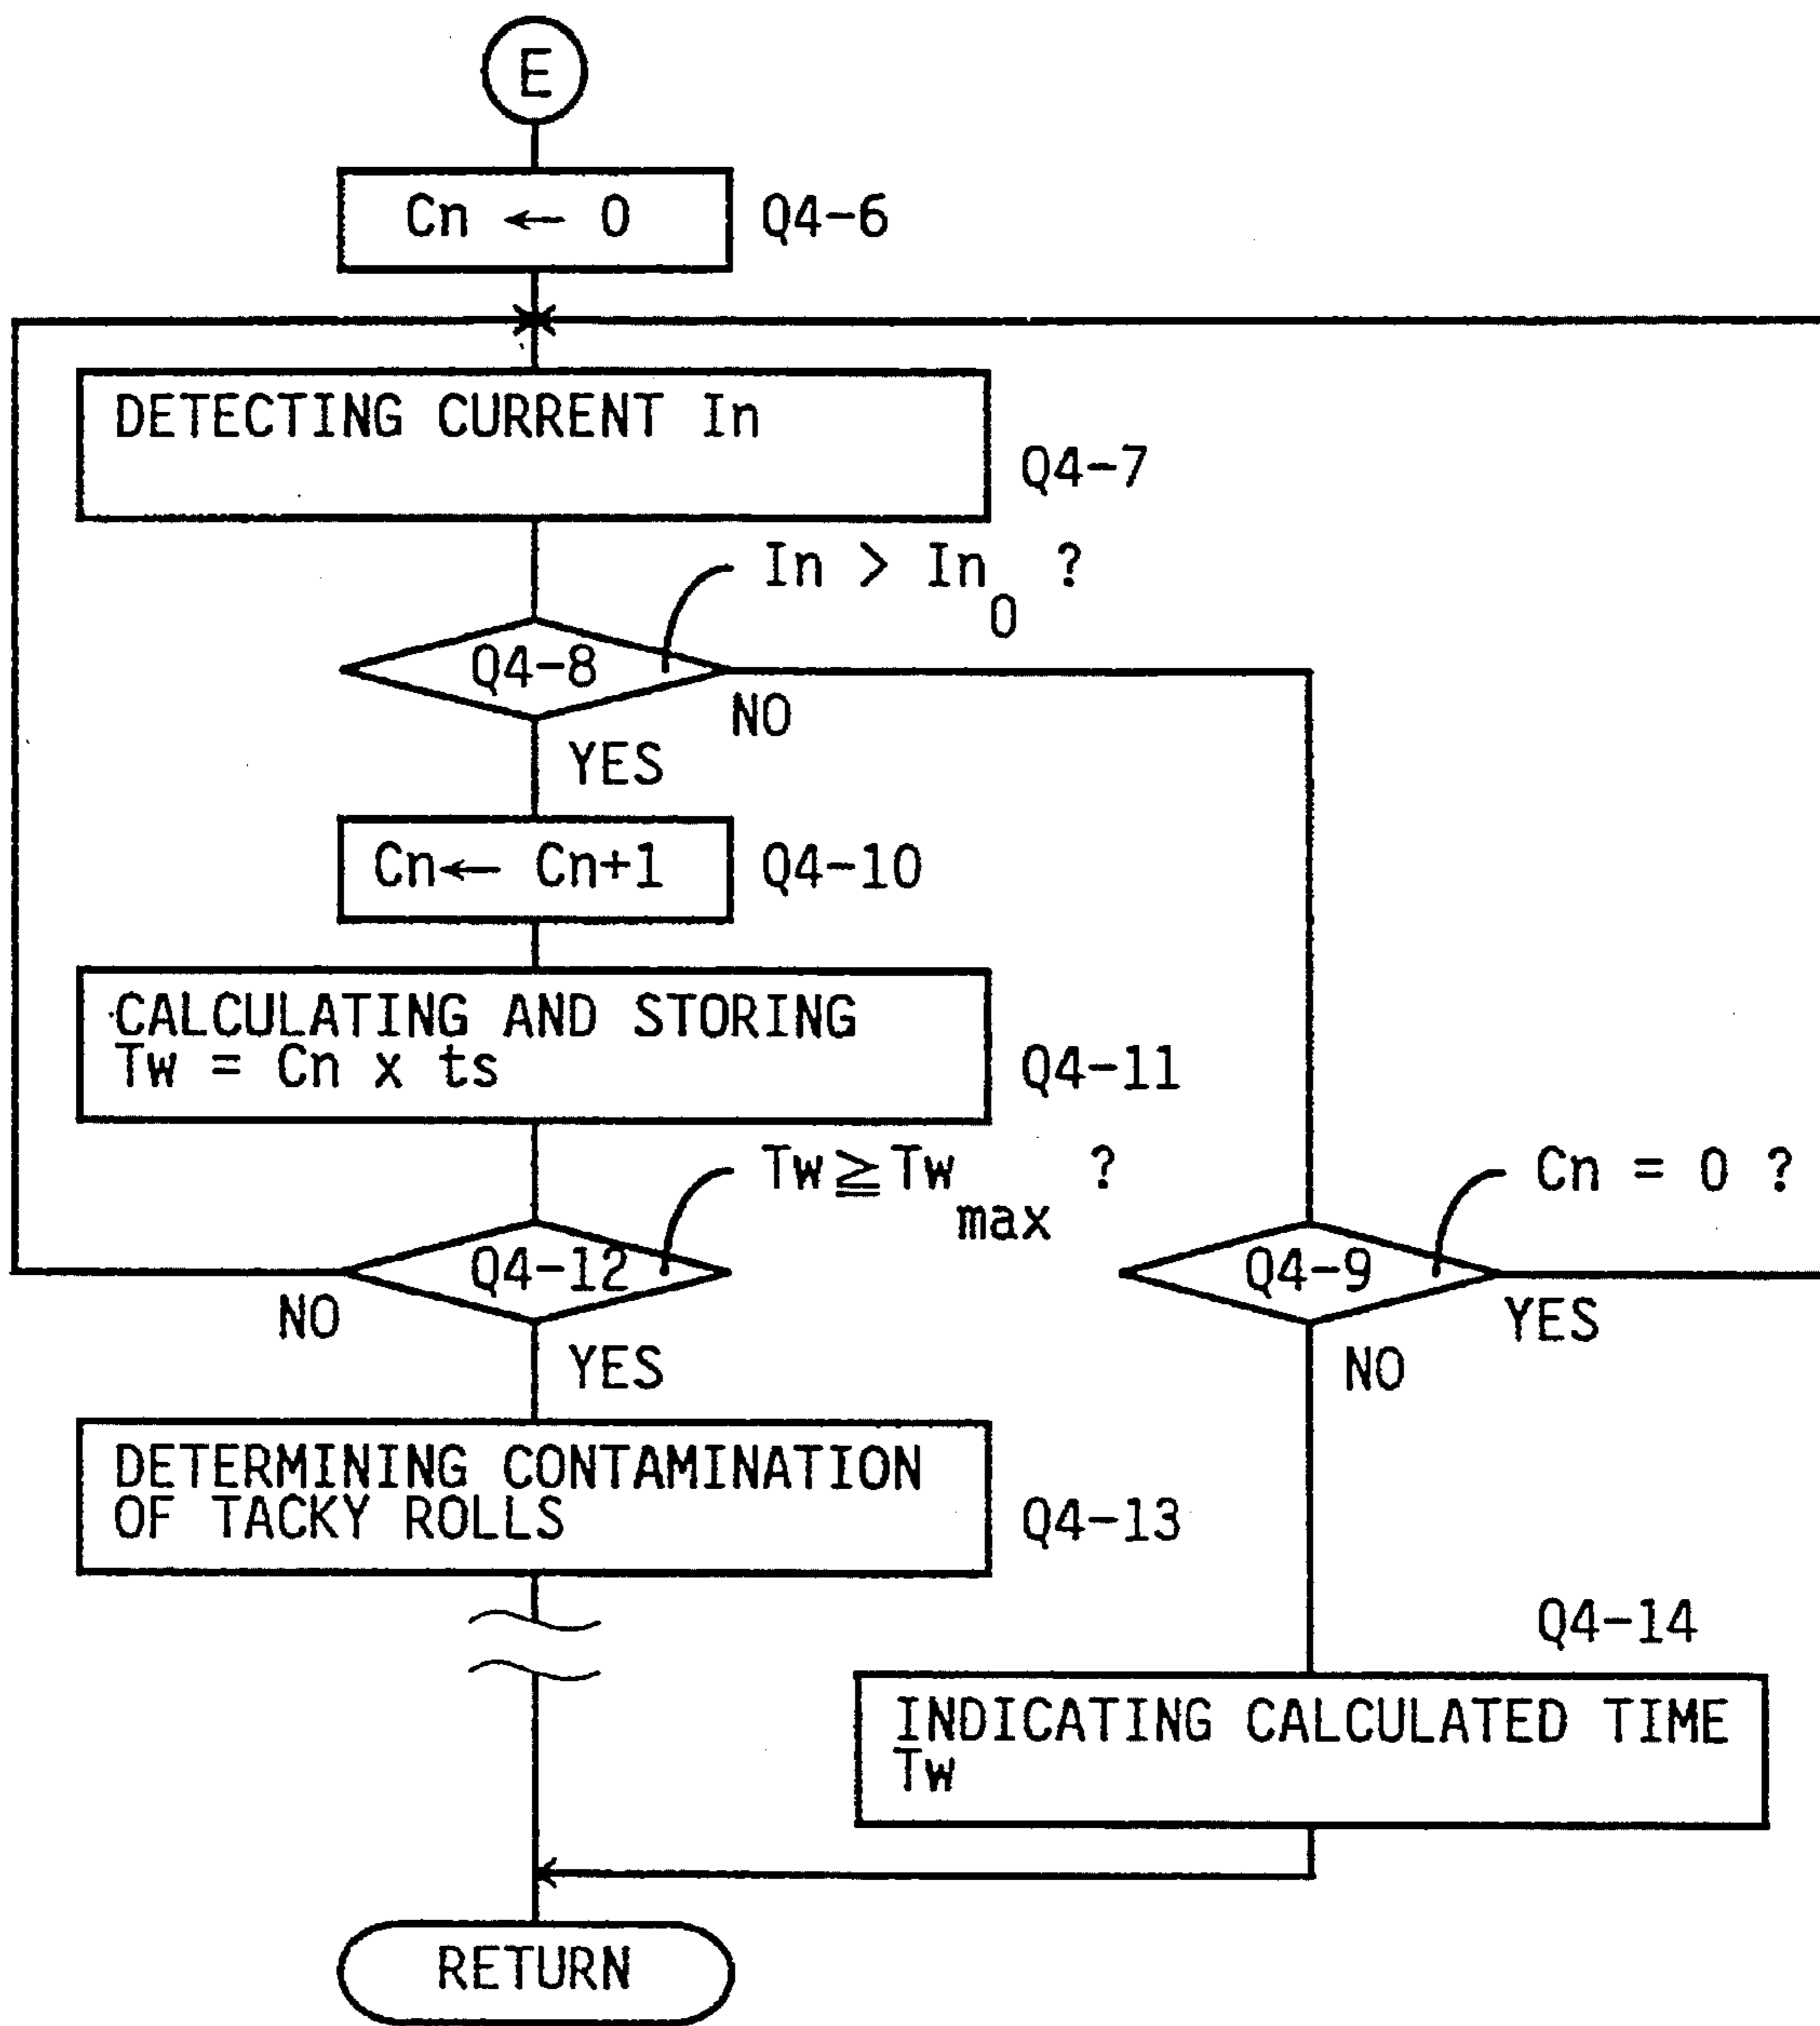 E
Cn ← 0
Q4-6
DETECTING CURRENT In
Q4-7
In > In₀ ?
Q4-8
NO
YES
Cn← Cn+1
Q4-10
CALCULATING AND STORING
Tw = Cn x ts
Q4-11
Tw ≧ Tw max ?
Cn = 0 ?
Q4-12
Q4-9
NO
YES
YES
NO
DETERMINING CONTAMINATION
OF TACKY ROLLS
Q4-13
Q4-14
INDICATING CALCULATED TIME
Tw
RETURN